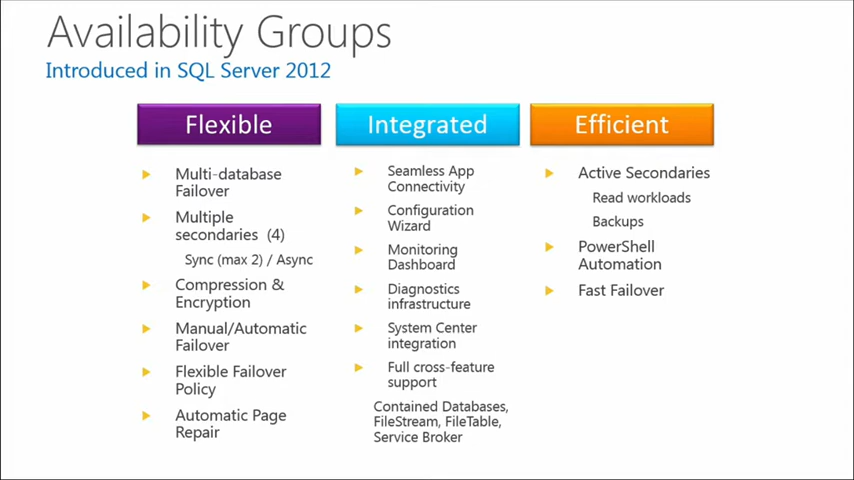 Availability Groups
Introduced in SQL Server 2012
Flexible
Multi-database
Failover
Multiple
secondaries (4)
Sync (max 2) / Async
Compression &
Encryption
Manual/Automatic
Failover
Flexible Failover
Policy
Automatic Page
Repair
Integrated
Seamless App
Connectivity
Configuration
Wizard
Monitoring
Dashboard
Diagnostics
infrastructure
System Center
integration
Full cross-feature
support
Contained Databases,
FileStream, FileTable,
Service Broker
Efficient
Active Secondaries
Read workloads
Backups
PowerShell
Automation
Fast Failover